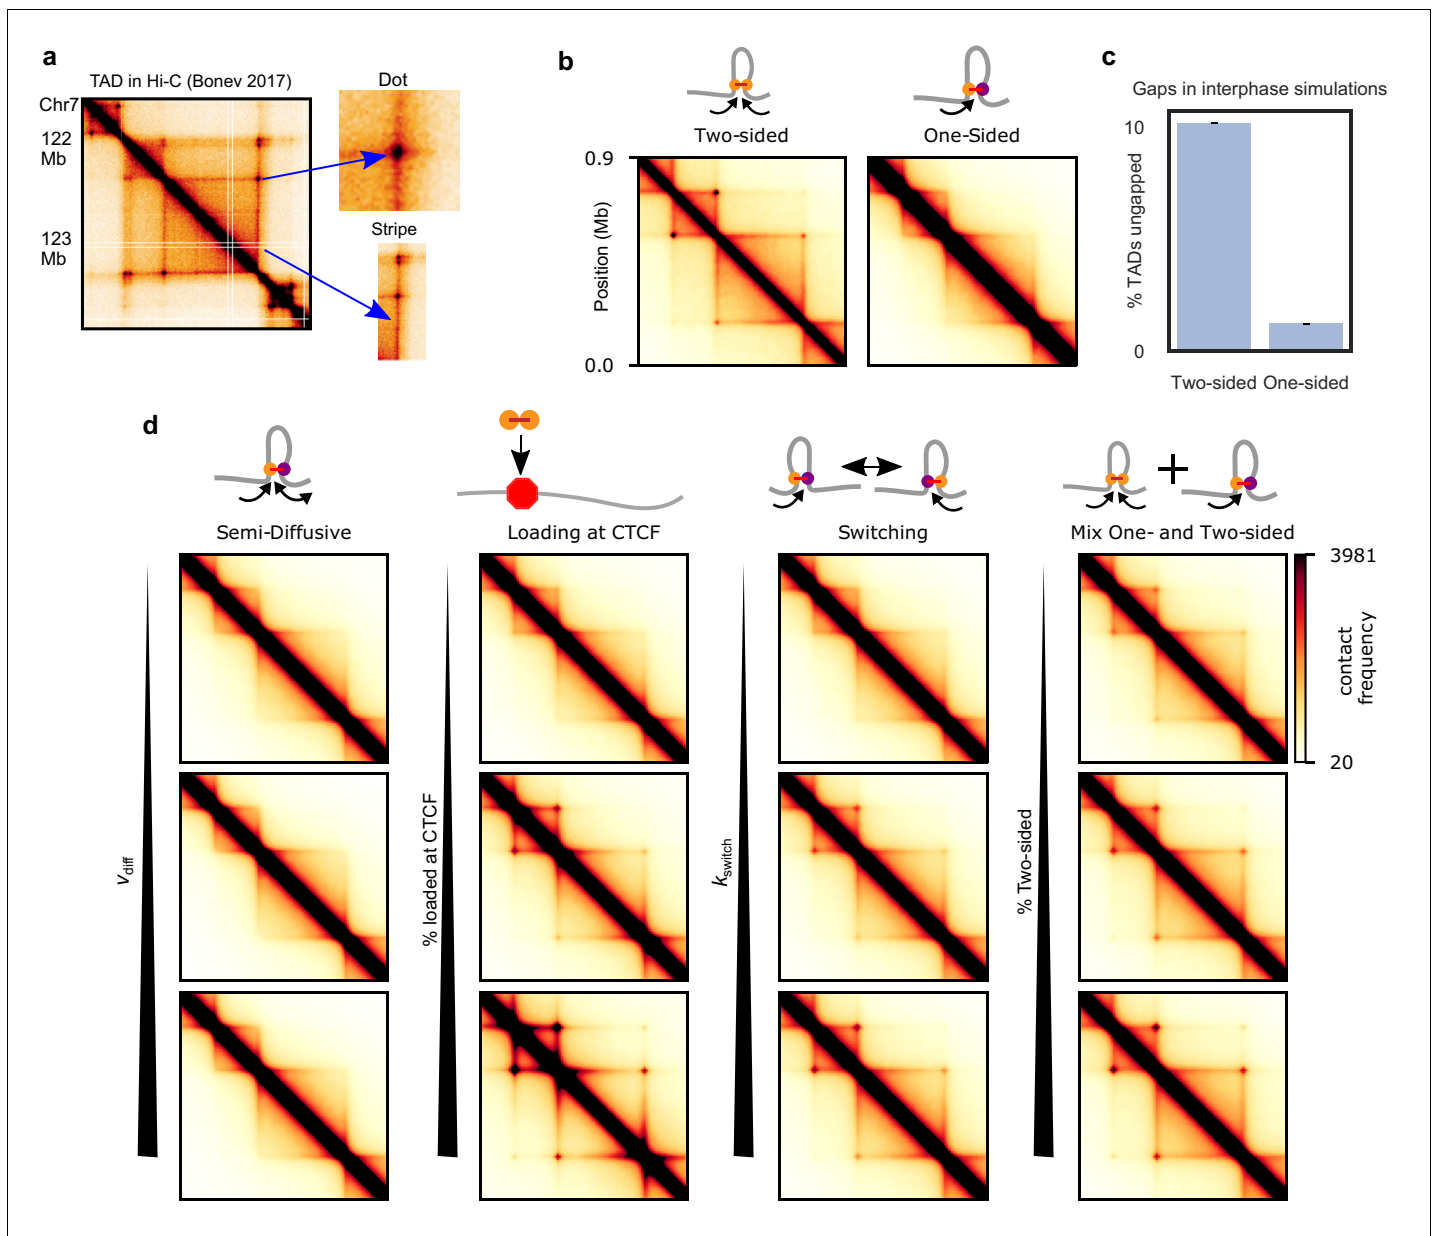 a
TAD in Hi-C (Bonev 2017)
Chr7
122
Mb
123
Mb
Dot
Stripe
b
Two-sided
One-Sided
Position (Mb)
0.9
0.0
c
Gaps in interphase simulations
% TADs ungapped
10
0
Two-sided One-sided
d
Semi-Diffusive
Loading at CTCF
Switching
Mix One- and Two-sided
vdiff
% loaded at CTCF
kswitch
% Two-sided
3981
contact
frequency
20